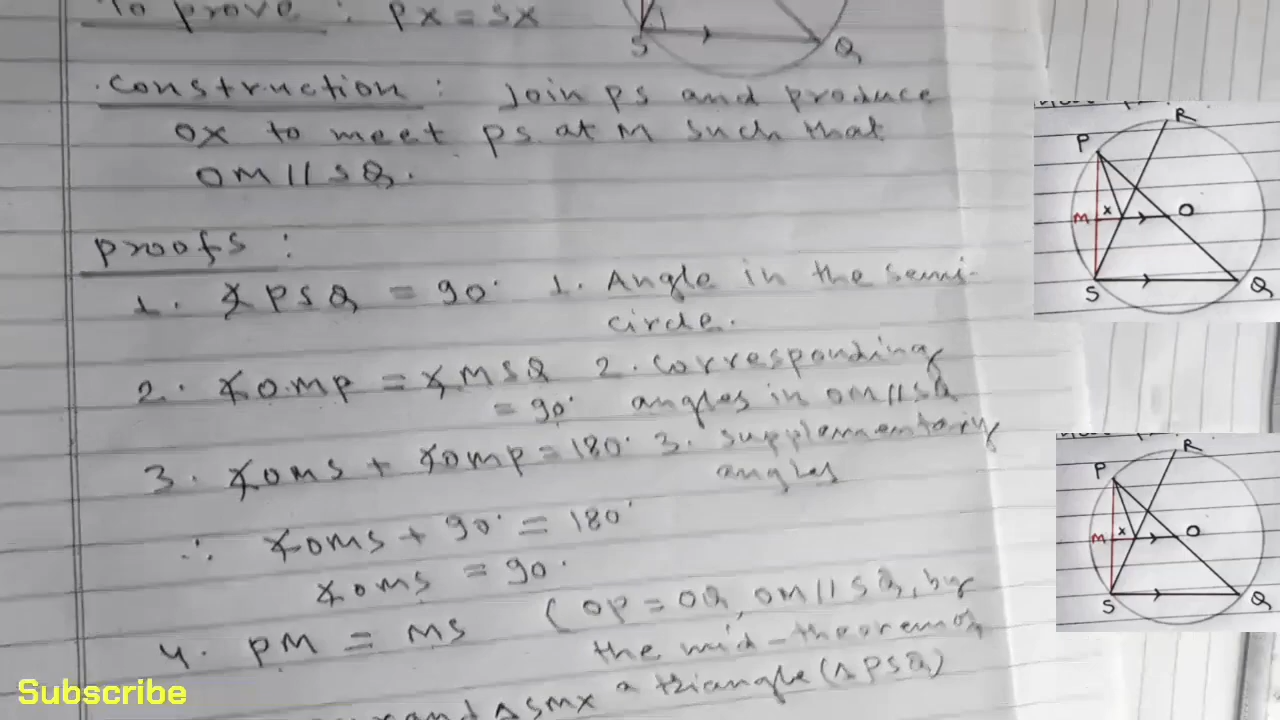 To prove : PX = SX
S
Q
Construction : Join PS and produce
OX to meet PS at M such that
OM // SQ.
Proofs :
1. ∡PSQ = 90° 1. Angle in the semi-
circle.
2. ∡OMP = ∡MSQ 2. Corresponding
= 90° angles in OM//SQ
3. ∡OMS + ∡OMP = 180° 3. supplementary
angles
∴ ∡OMS + 90° = 180°
∡OMS = 90°
4. PM = MS (OP = OQ, OM // SQ, by
the mid-theorem of
a triangle (△PSQ)
and △SMX
Subscribe
R
P
M
X
O
S
Q
R
P
M
X
O
S
Q